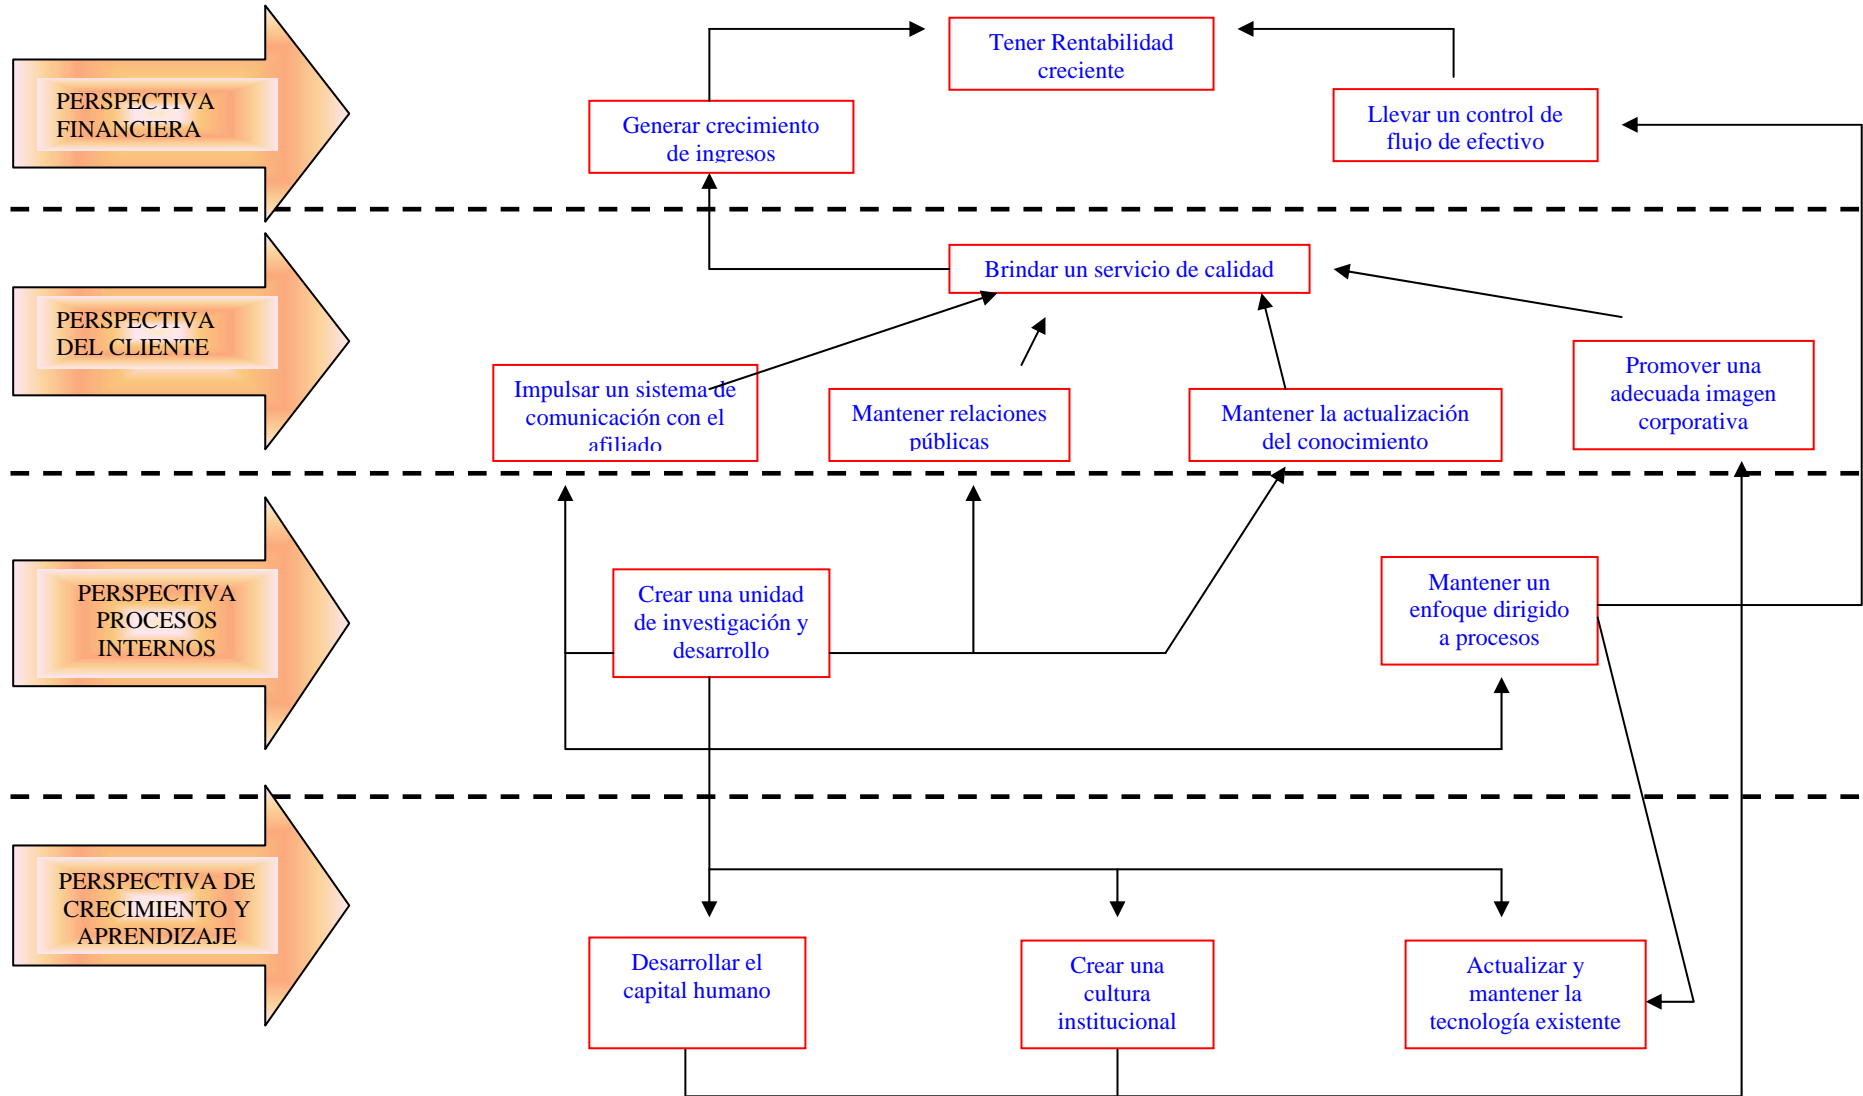 PERSPECTIVA
FINANCIERA
Tener Rentabilidad
creciente
Generar crecimiento
de ingresos
Llevar un control de
flujo de efectivo
PERSPECTIVA
DEL CLIENTE
Brindar un servicio de calidad
Impulsar un sistema de
comunicación con el
afiliado
Mantener relaciones
públicas
Mantener la actualización
del conocimiento
Promover una
adecuada imagen
corporativa
PERSPECTIVA
PROCESOS
INTERNOS
Crear una unidad
de investigación y
desarrollo
Mantener un
enfoque dirigido
a procesos
PERSPECTIVA DE
CRECIMIENTO Y
APRENDIZAJE
Desarrollar el
capital humano
Crear una
cultura
institucional
Actualizar y
mantener la
tecnología existente